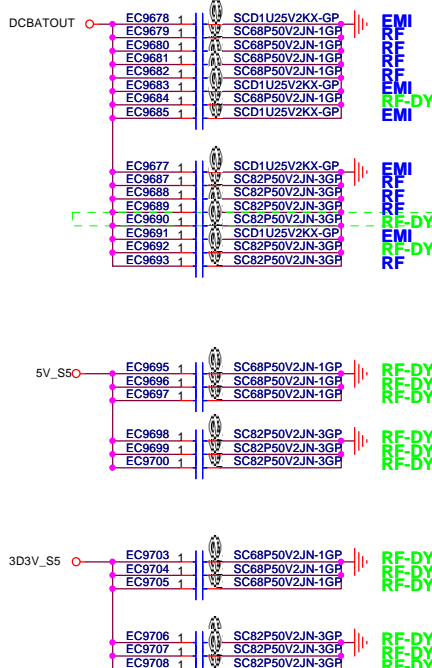 DCBATOUT EC9678 1 SCD1U25V2KX-GP EMI
EC9679 1 SC68P50V2JN-1GP RF
EC9680 1 SC68P50V2JN-1GP RF
EC9681 1 SC68P50V2JN-1GP RF
EC9682 1 SC68P50V2JN-1GP RF
EC9683 1 SCD1U25V2KX-GP EMI
EC9684 1 SC68P50V2JN-1GP RF-DY
EC9685 1 SCD1U25V2KX-GP EMI
EC9677 1 SCD1U25V2KX-GP EMI
EC9687 1 SC82P50V2JN-3GP RF
EC9688 1 SC82P50V2JN-3GP RF
EC9689 1 SC82P50V2JN-3GP RF
EC9690 1 SC82P50V2JN-3GP RF-DY
EC9691 1 SCD1U25V2KX-GP EMI
EC9692 1 SC82P50V2JN-3GP RF-DY
EC9693 1 SC82P50V2JN-3GP RF
5V_S5 EC9695 1 SC68P50V2JN-1GP RF-DY
EC9696 1 SC68P50V2JN-1GP RF-DY
EC9697 1 SC68P50V2JN-1GP RF-DY
EC9698 1 SC82P50V2JN-3GP RF-DY
EC9699 1 SC82P50V2JN-3GP RF-DY
EC9700 1 SC82P50V2JN-3GP RF-DY
3D3V_S5 EC9703 1 SC68P50V2JN-1GP RF-DY
EC9704 1 SC68P50V2JN-1GP RF-DY
EC9705 1 SC68P50V2JN-1GP RF-DY
EC9706 1 SC82P50V2JN-3GP RF-DY
EC9707 1 SC82P50V2JN-3GP RF-DY
EC9708 1 SC82P50V2JN-3GP RF-DY